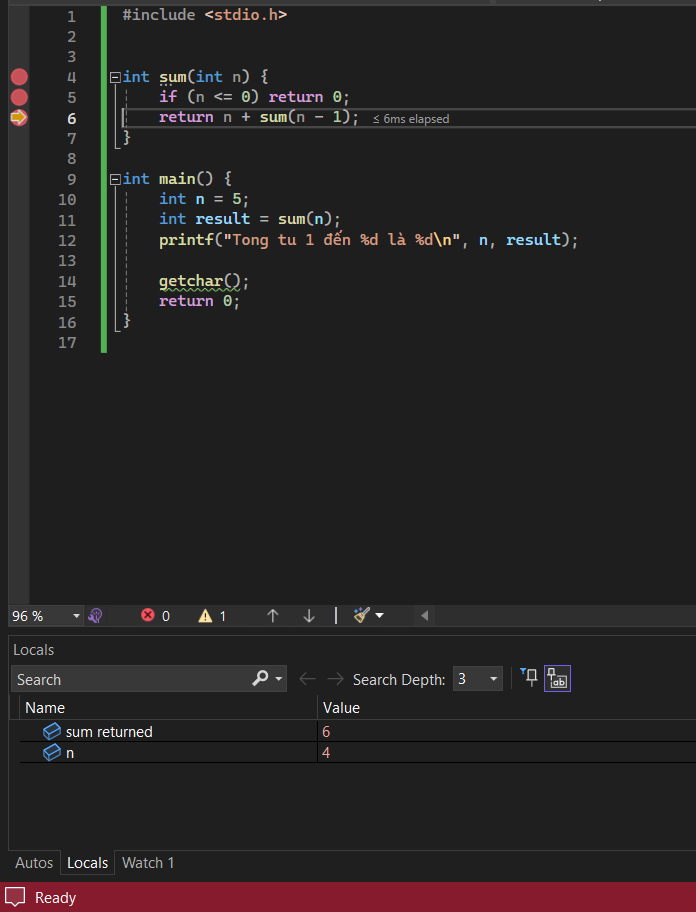 1 #include <stdio.h>
2
3
4 int sum(int n) {
5 if (n <= 0) return 0;
6 return n + sum(n - 1); ≤ 6ms elapsed
7 }
8
9 int main() {
10 int n = 5;
11 int result = sum(n);
12 printf("Tong tu 1 đến %d là %d\n", n, result);
13
14 getchar();
15 return 0;
16 }
17
96 % 0 1
Locals
Search Search Depth: 3
Name Value
sum returned 6
n 4
Autos Locals Watch 1
Ready